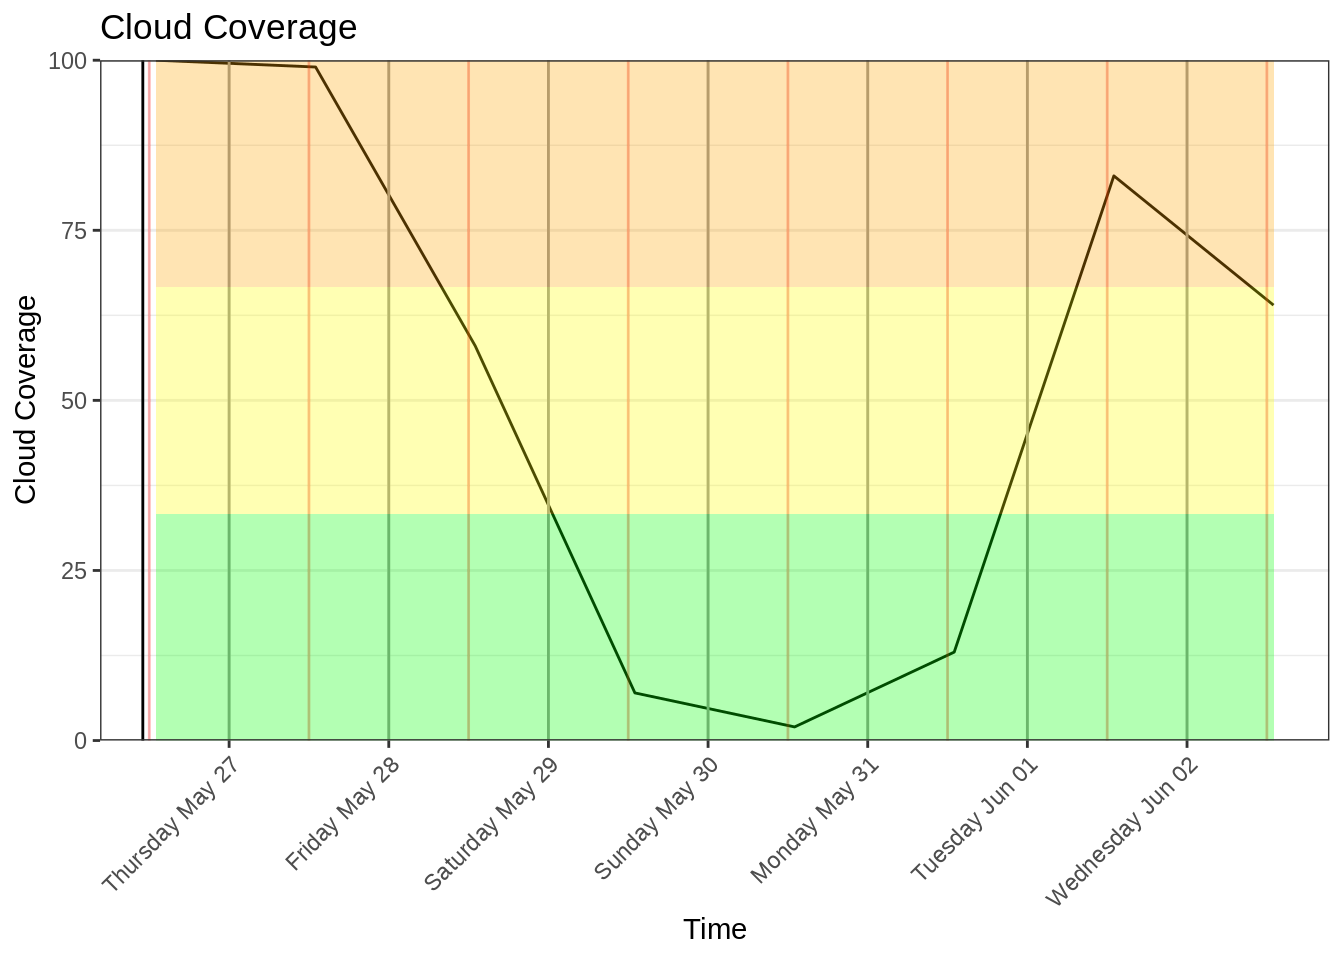 Cloud Coverage
100
75
50
25
0
Cloud Coverage
Thursday May 27
Friday May 28
Saturday May 29
Sunday May 30
Monday May 31
Tuesday Jun 01
Wednesday Jun 02
Time